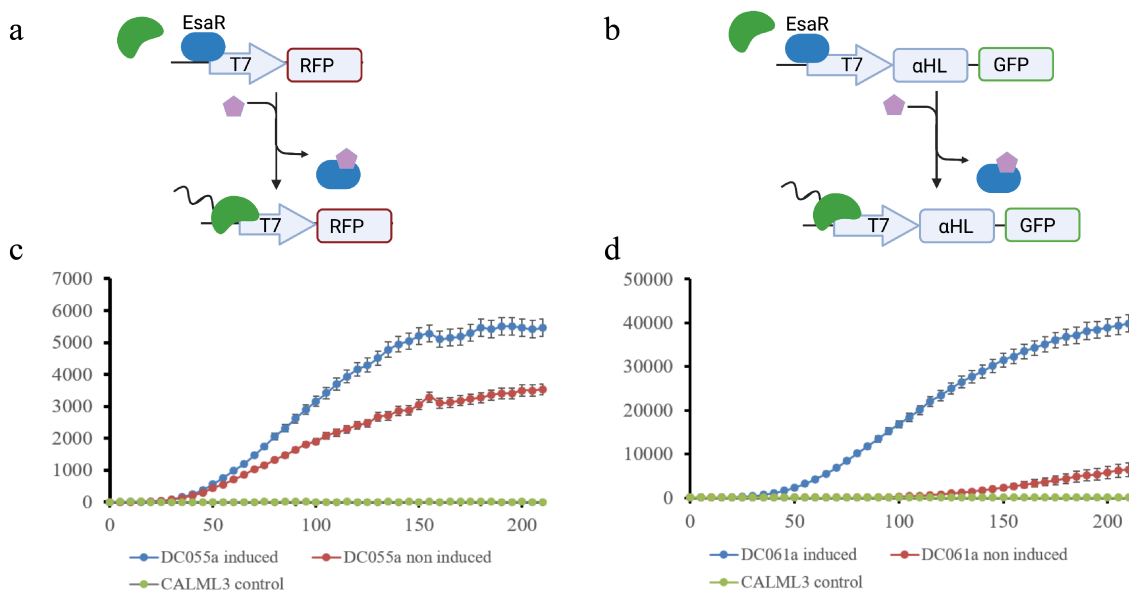 a
EsaR
T7
RFP
T7
RFP
b
EsaR
T7
αHL
GFP
T7
αHL
GFP
c
7000
6000
5000
4000
3000
2000
1000
0
0 50 100 150 200
DC055a induced DC055a non induced
CALML3 control
d
50000
40000
30000
20000
10000
0
0 50 100 150 200
DC061a induced DC061a non induced
CALML3 control